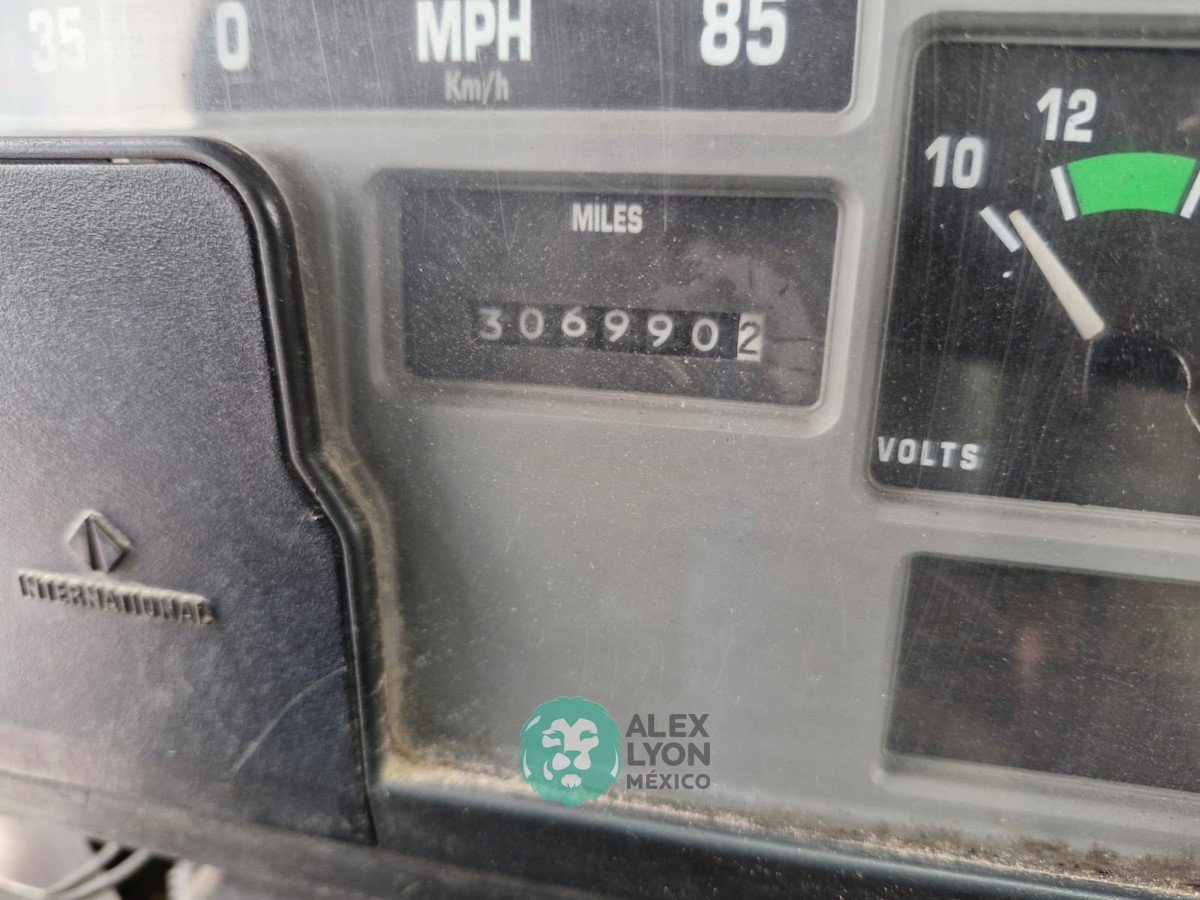 35 0 MPH 85
Km/h
10 12
MILES
3069902
VOLTS
INTERNATIONAL
ALEX
LYON
MÉXICO